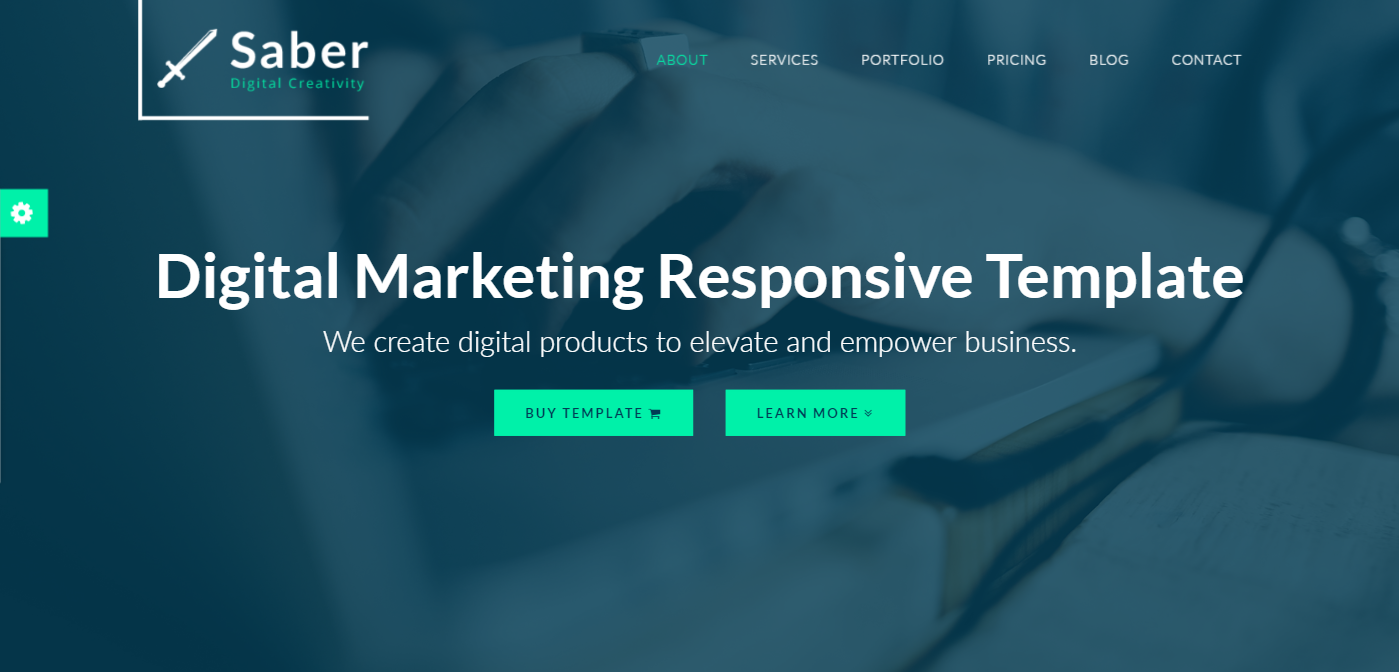 Saber
Digital Creativity
ABOUT SERVICES PORTFOLIO PRICING BLOG CONTACT
Digital Marketing Responsive Template
We create digital products to elevate and empower business.
BUY TEMPLATE LEARN MORE